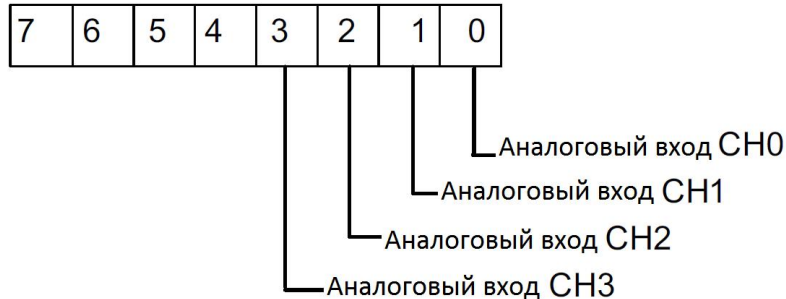 7 6 5 4 3 2 1 0
Аналоговый вход CH0
Аналоговый вход CH1
Аналоговый вход CH2
Аналоговый вход CH3